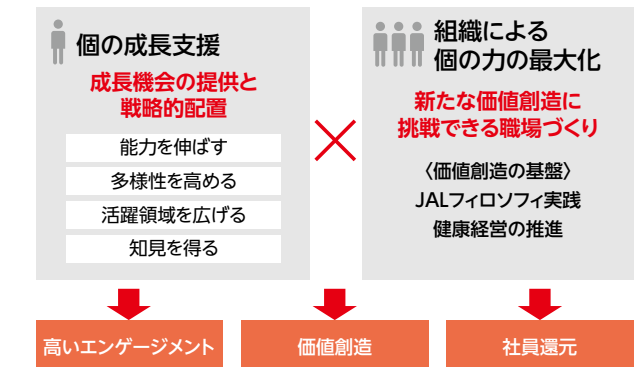 個の成長支援
成長機会の提供と
戦略的配置
能力を伸ばす
多様性を高める
活躍領域を広げる
知見を得る
組織による
個の力の最大化
新たな価値創造に
挑戦できる職場づくり
〈価値創造の基盤〉
JALフィロソフィ実践
健康経営の推進
高いエンゲージメント
価値創造
社員還元